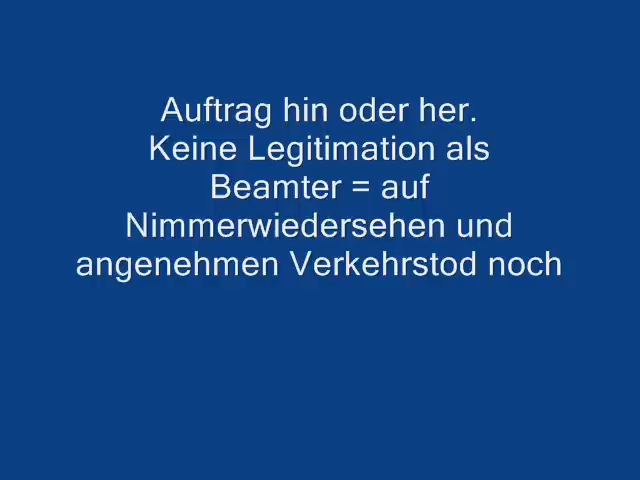 Auftrag hin oder her.
Keine Legitimation als
Beamter = auf
Nimmerwiedersehen und
angenehmen Verkehrstod noch